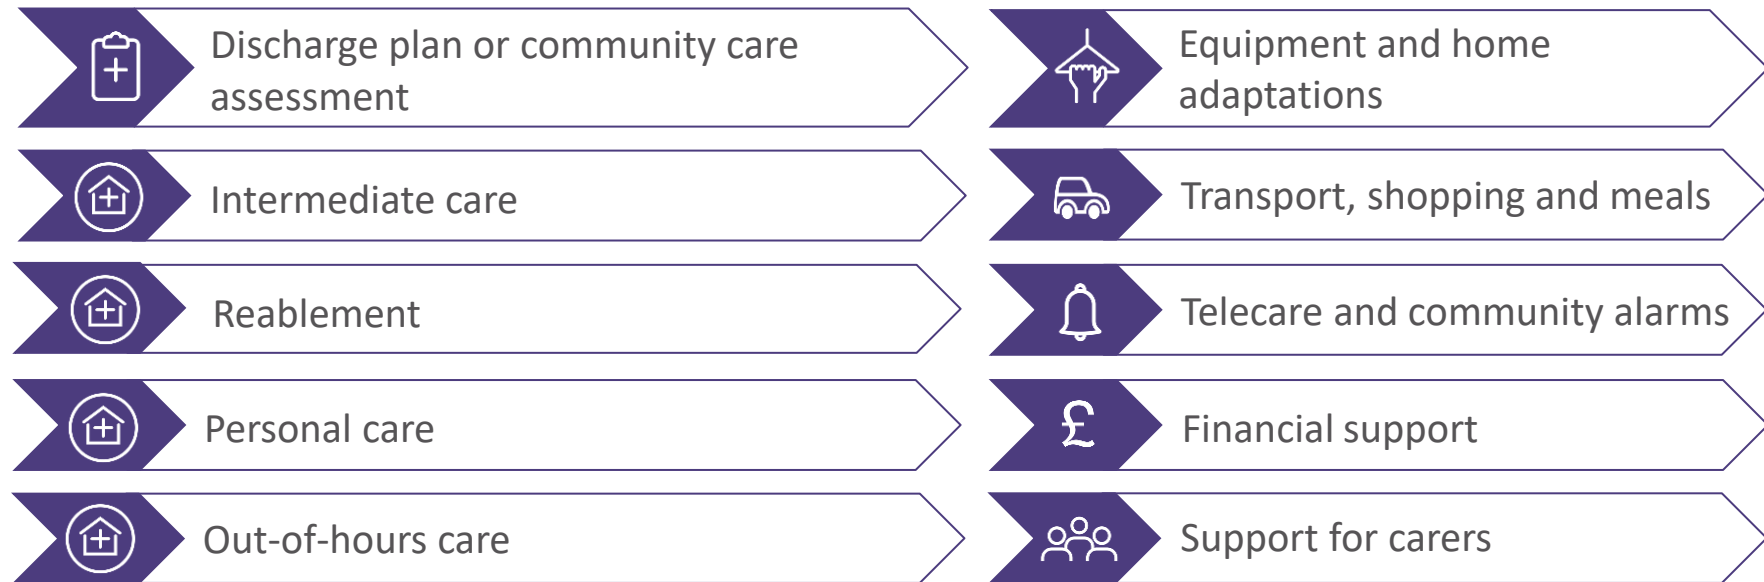 Discharge plan or community care
assessment
Intermediate care
Reablement
Personal care
Out-of-hours care
Equipment and home
adaptations
Transport, shopping and meals
Telecare and community alarms
£
Financial support
Support for carers